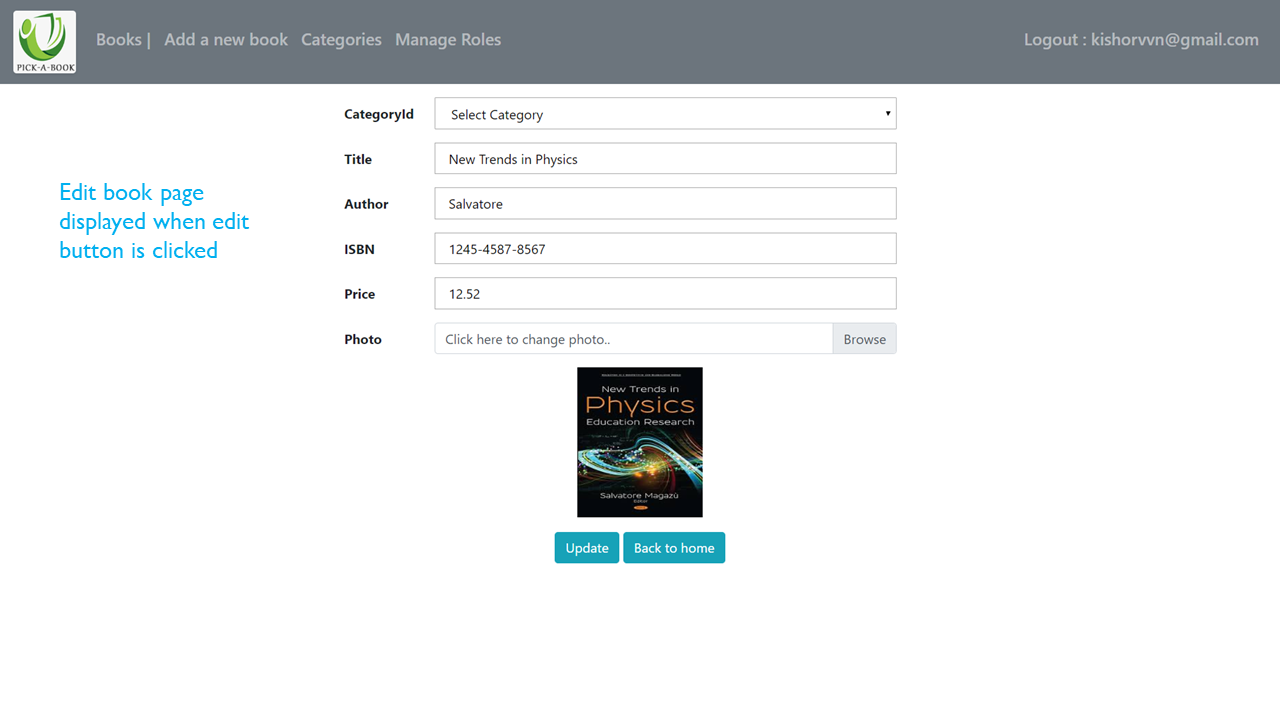 PICK-A-BOOK
Books | Add a new book Categories Manage Roles Logout : kishorvvn@gmail.com
CategoryId Select Category
Title New Trends in Physics
Author Salvatore
ISBN 1245-4587-8567
Price 12.52
Photo Click here to change photo.. Browse
Edit book page
displayed when edit
button is clicked
New Trends in
Physics
Education Research
Salvatore Magazù
Editor
Update Back to home